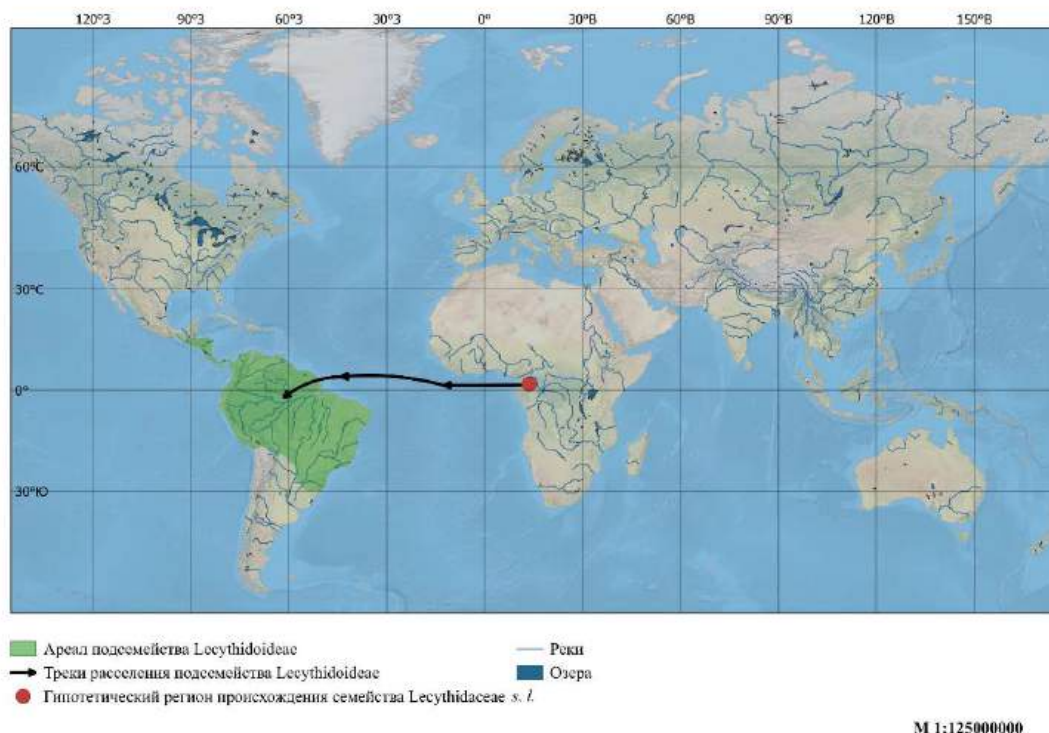 120°З 90°З 60°З 30°З 0° 30°В 60°В 90°В 120°В 150°В
60°С
30°С
0°
30°Ю
Ареал подсемейства Lecythidoideae
Реки
Треки расселения подсемейства Lecythidoideae
Озера
Гипотетический регион происхождения семейства Lecythidaceae s. l.
М 1:125000000